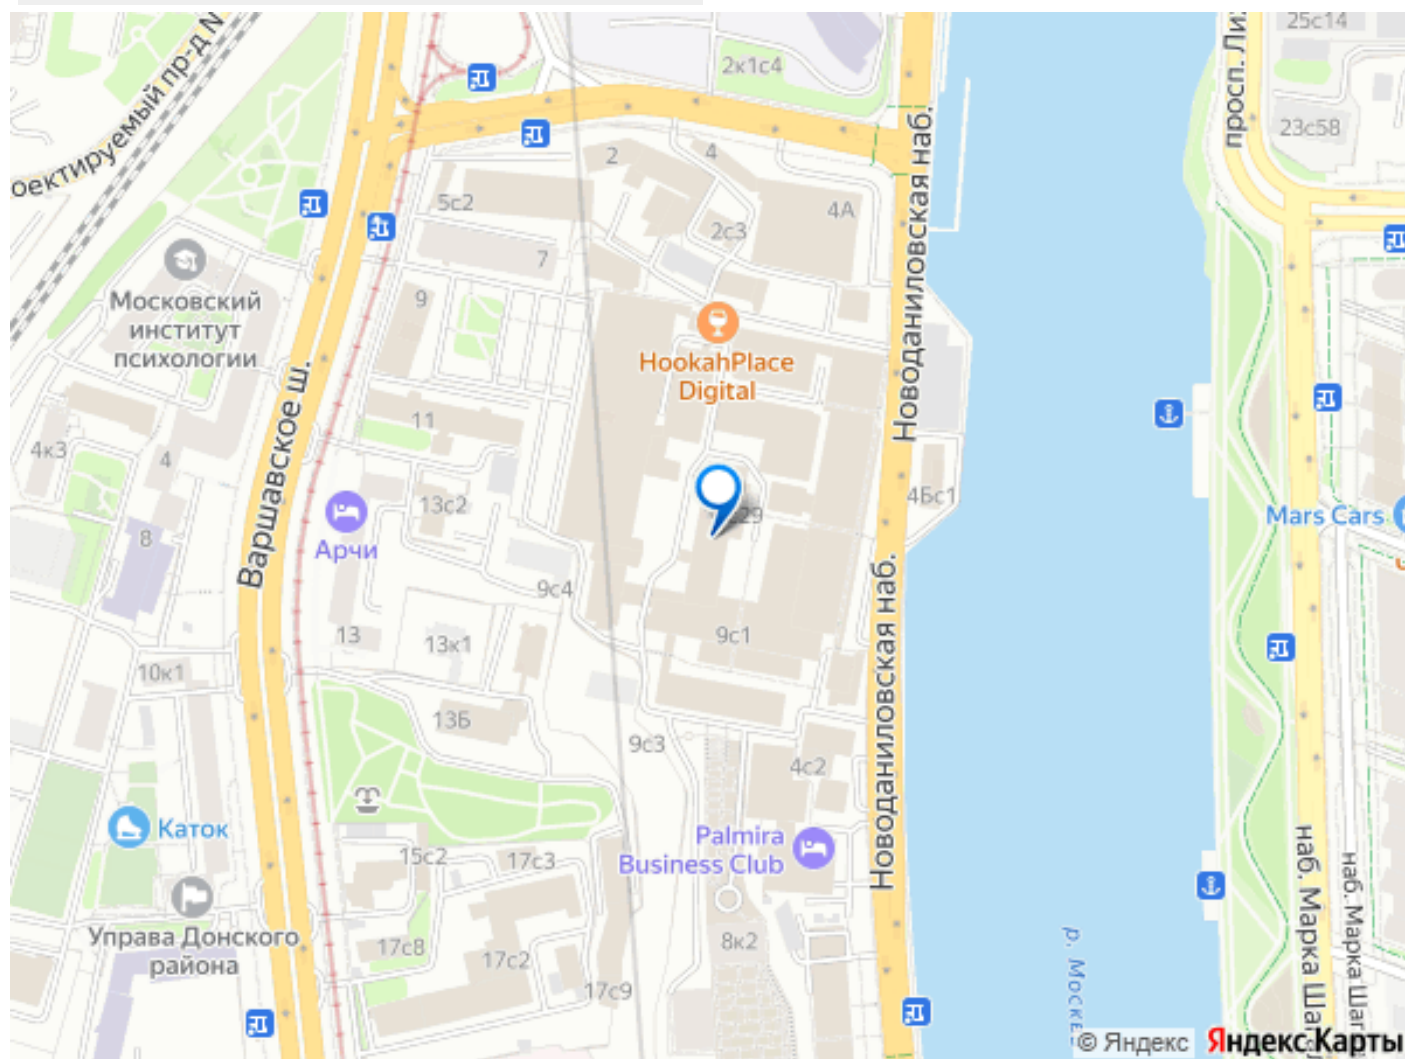 25с14
просп. Ли
2к1с4
оектируемый пр-д N
23с58
Новоданиловская наб.
2
4
5с2
4А
2с3
7
Московский
институт
психологии
9
HookahPlace
Digital
Варшавское ш.
11
4к3
4
13с2
4Бс1
29
Mars Cars
8
Арчи
9с4
Новоданиловская наб.
13
13к1
9с1
10к1
13Б
9с3
4с2
Каток
Palmira
Business Club
15с2
17с3
наб. Марка Шаг
наб. Марка Шаг
Управа Донского
района
17с8
17с2
8к2
17с9
р. Москв
© Яндекс
Яндекс Карты